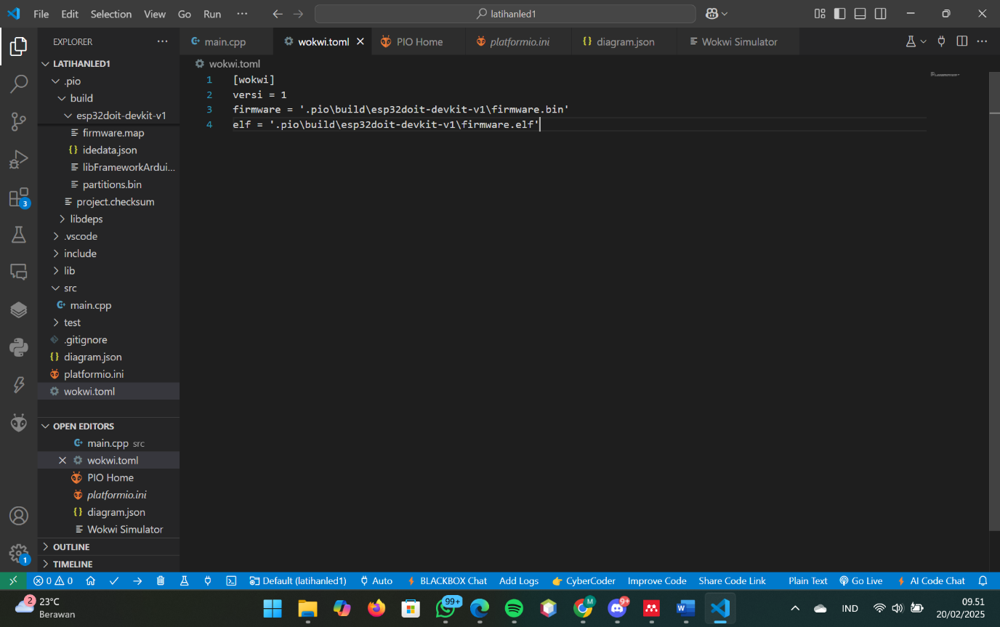 File Edit Selection View Go Run ··· latihanled1
EXPLORER ···
LATIHANLED1
.pio
build
esp32doit-devkit-v1
firmware.map
idedata.json
libFrameworkArdui...
partitions.bin
project.checksum
libdeps
.vscode
include
lib
src
main.cpp
test
.gitignore
diagram.json
platformio.ini
wokwi.toml
OPEN EDITORS
main.cpp src
wokwi.toml
PIO Home
platformio.ini
diagram.json
Wokwi Simulator
OUTLINE
TIMELINE
3
1
main.cpp wokwi.toml PIO Home platformio.ini diagram.json Wokwi Simulator
wokwi.toml
1 [wokwi]
2 versi = 1
3 firmware = '.pio\build\esp32doit-devkit-v1\firmware.bin'
4 elf = '.pio\build\esp32doit-devkit-v1\firmware.elf'
0 0 Default (latihanled1) Auto BLACKBOX Chat Add Logs CyberCoder Improve Code Share Code Link Plain Text Go Live AI Code Chat
2 23°C
Berawan
99+ M 9+ W
IND
09.51
20/02/2025